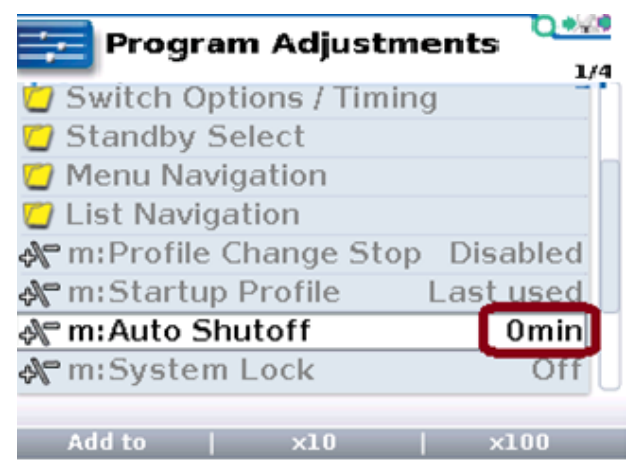 Program Adjustments
1/4
Switch Options / Timing
Standby Select
Menu Navigation
List Navigation
m:Profile Change Stop Disabled
m:Startup Profile Last used
m:Auto Shutoff 0min
m:System Lock Off
Add to | x10 | x100